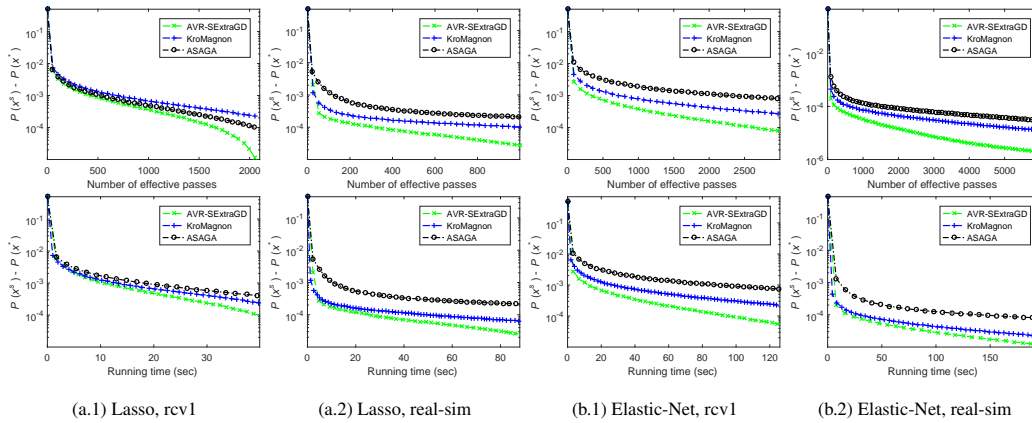 P (x^s) - P (x^*)
10^-1
10^-2
10^-3
10^-4
AVR-SExtraGD
KroMagnon
ASAGA
0 500 1000 1500 2000
Number of effective passes
P (x^s) - P (x^*)
10^-1
10^-2
10^-3
10^-4
AVR-SExtraGD
KroMagnon
ASAGA
0 200 400 600 800
Number of effective passes
P (x^s) - P (x^*)
10^-1
10^-2
10^-3
10^-4
AVR-SExtraGD
KroMagnon
ASAGA
0 500 1000 1500 2000 2500
Number of effective passes
P (x^s) - P (x^*)
10^-2
10^-4
10^-6
AVR-SExtraGD
KroMagnon
ASAGA
0 1000 2000 3000 4000 5000
Number of effective passes
P (x^s) - P (x^*)
10^-1
10^-2
10^-3
10^-4
AVR-SExtraGD
KroMagnon
ASAGA
0 10 20 30
Running time (sec)
P (x^s) - P (x^*)
10^-1
10^-2
10^-3
10^-4
AVR-SExtraGD
KroMagnon
ASAGA
0 20 40 60 80
Running time (sec)
P (x^s) - P (x^*)
10^-1
10^-2
10^-3
10^-4
AVR-SExtraGD
KroMagnon
ASAGA
0 20 40 60 80 100 120
Running time (sec)
P (x^s) - P (x^*)
10^-1
10^-2
10^-3
10^-4
AVR-SExtraGD
KroMagnon
ASAGA
0 50 100 150
Running time (sec)
(a.1) Lasso, rcv1
(a.2) Lasso, real-sim
(b.1) Elastic-Net, rcv1
(b.2) Elastic-Net, real-sim